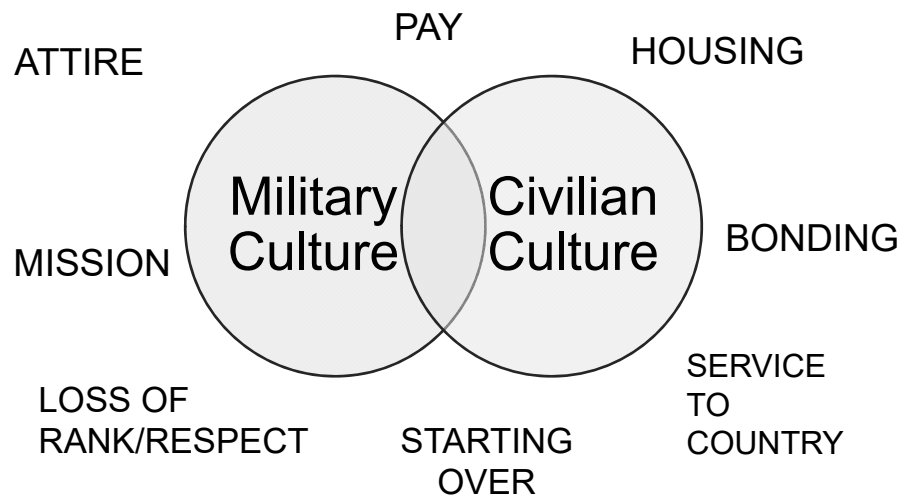 PAY
ATTIRE
HOUSING
Military
Culture
Civilian
Culture
MISSION
BONDING
LOSS OF
RANK/RESPECT
STARTING
OVER
SERVICE
TO
COUNTRY